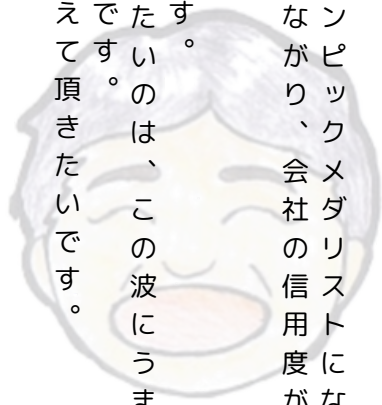 ンピックメダリストにな
ながり、会社の信用度が
す。
たいのは、この波にうま
です。
えて頂きたいです。